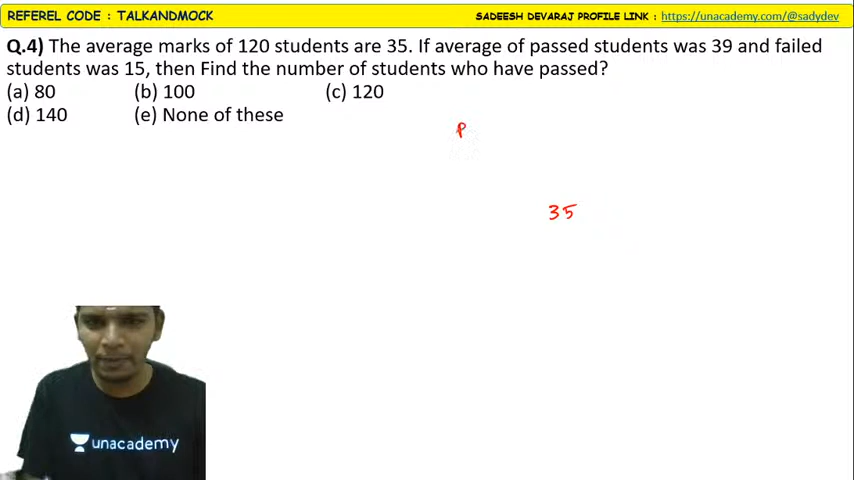 REFEREL CODE : TALKANDMOCK
SADEESH DEVARAJ PROFILE LINK : https://unacademy.com/@sadydev
Q.4) The average marks of 120 students are 35. If average of passed students was 39 and failed
students was 15, then Find the number of students who have passed?
(a) 80 (b) 100 (c) 120
(d) 140 (e) None of these
P
35
unacademy